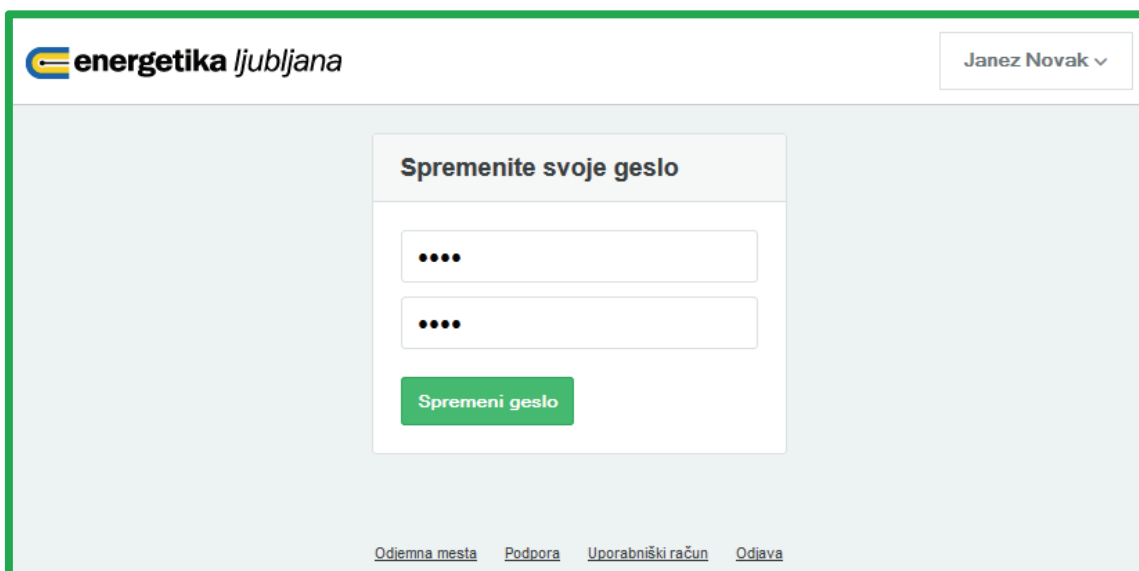 energetika ljubljana
Janez Novak
Spremenite svoje geslo
••••
••••
Spremeni geslo
Odjemna mesta Podpora Uporabniški račun Odjava